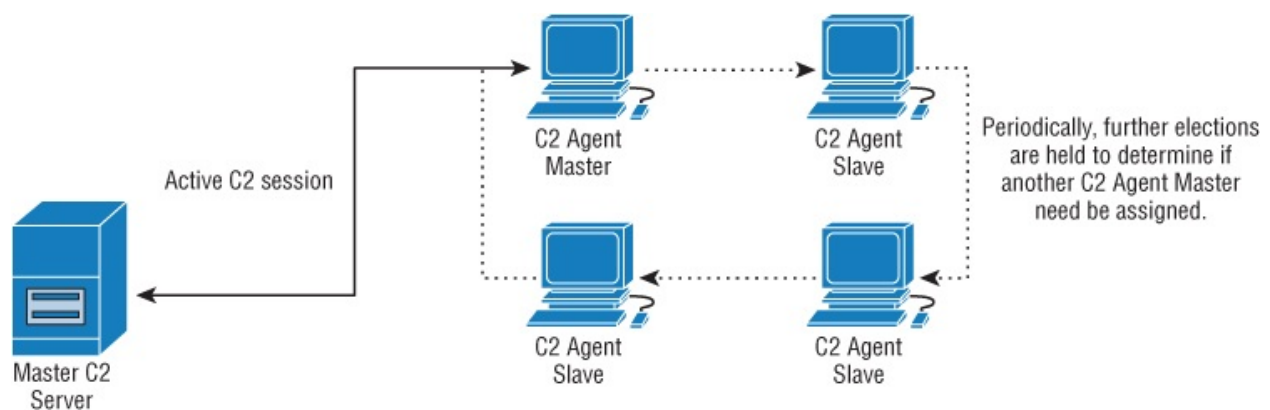 C2 Agent
Master
C2 Agent
Slave
Periodically, further elections
are held to determine if
another C2 Agent Master
need be assigned.
Active C2 session
Master C2
Server
C2 Agent
Slave
C2 Agent
Slave